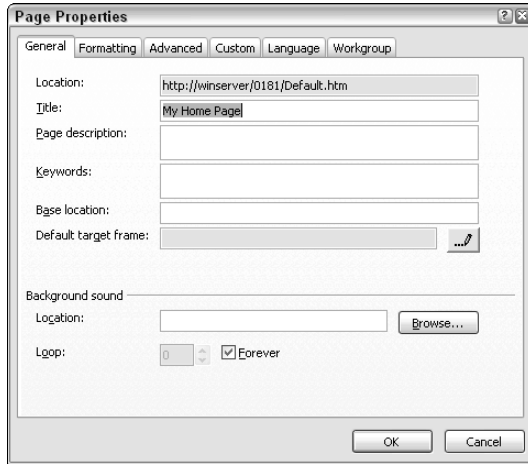 Page Properties
General Formatting Advanced Custom Language Workgroup
Location: http://winserver/0181/Default.htm
Title: My Home Page
Page description:
Keywords:
Base location:
Default target frame:
Background sound
Location: Browse...
Loop: 0 Forever
OK Cancel